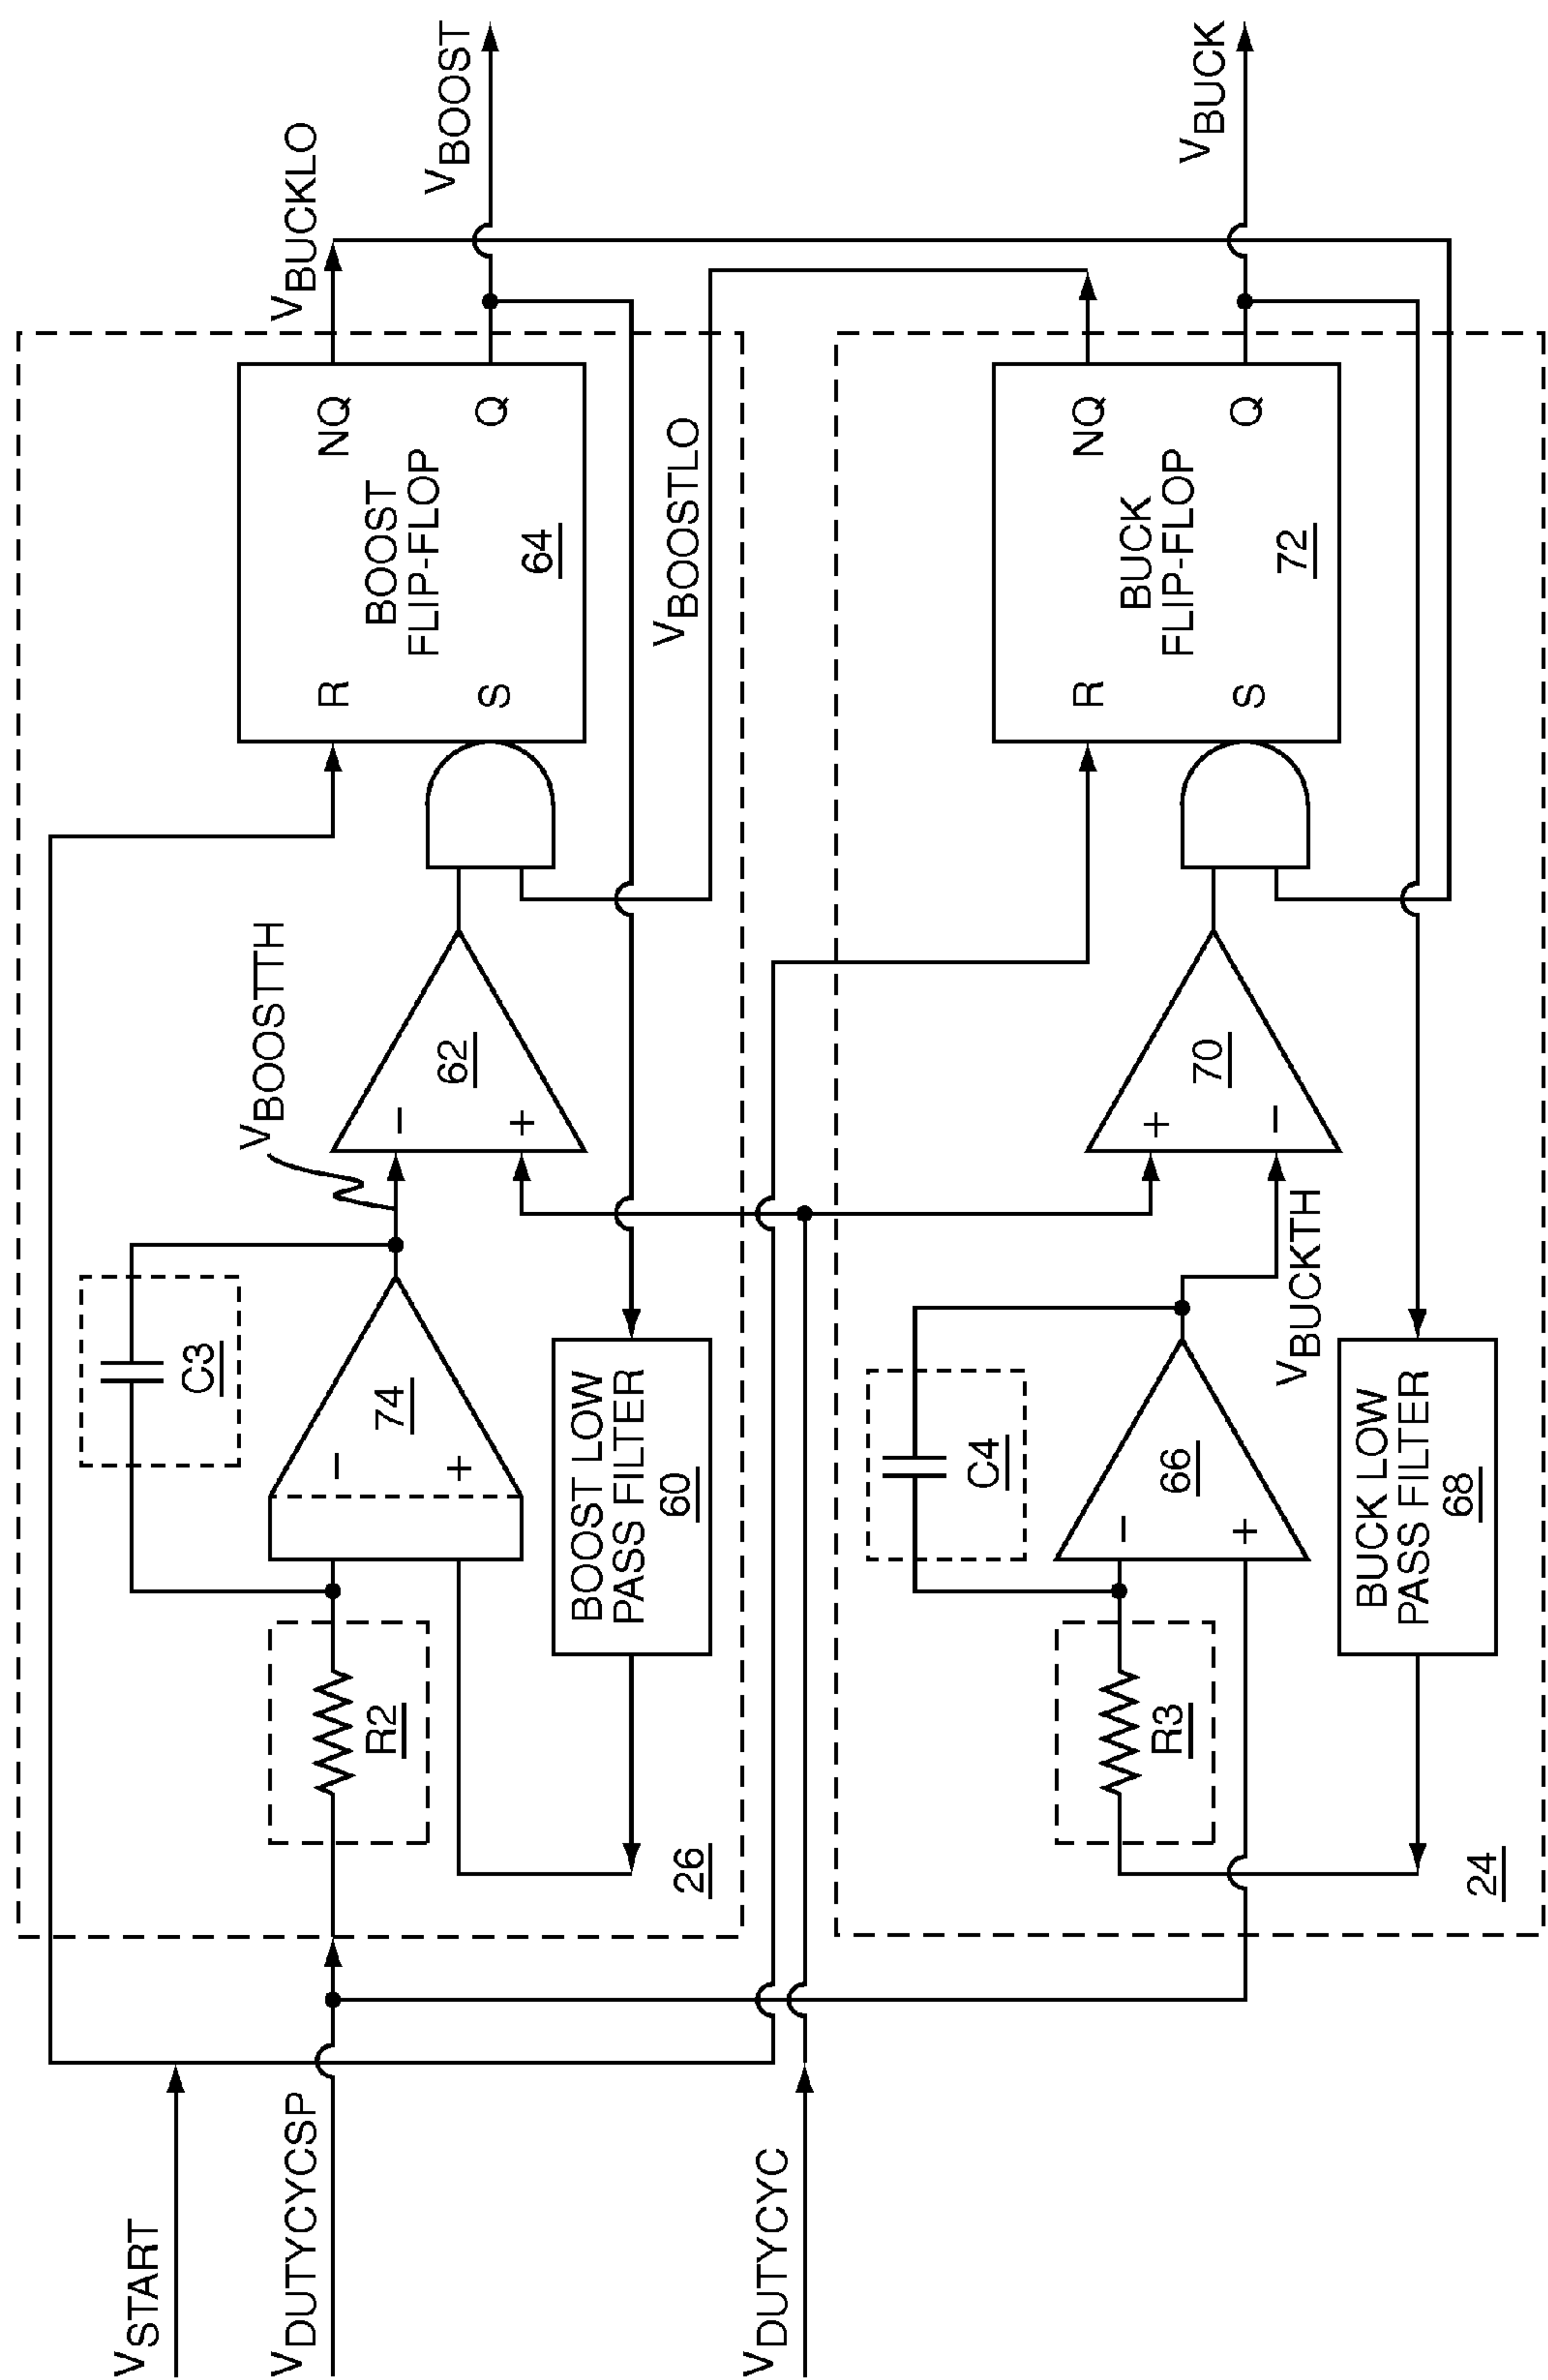 VSTART
VDUTYCYCSP
VDUTYCYC
R2
C3
74
−
+
VBOOSTTH
62
−
+
BOOST LOW
PASS FILTER
60
26
R
S
BOOST
FLIP-FLOP
64
NQ
Q
VBUCKLO
VBOOST
VBOOSTLO
R3
C4
66
−
+
VBUCKTH
70
+
−
BUCK LOW
PASS FILTER
68
24
R
S
BUCK
FLIP-FLOP
72
NQ
Q
VBUCK